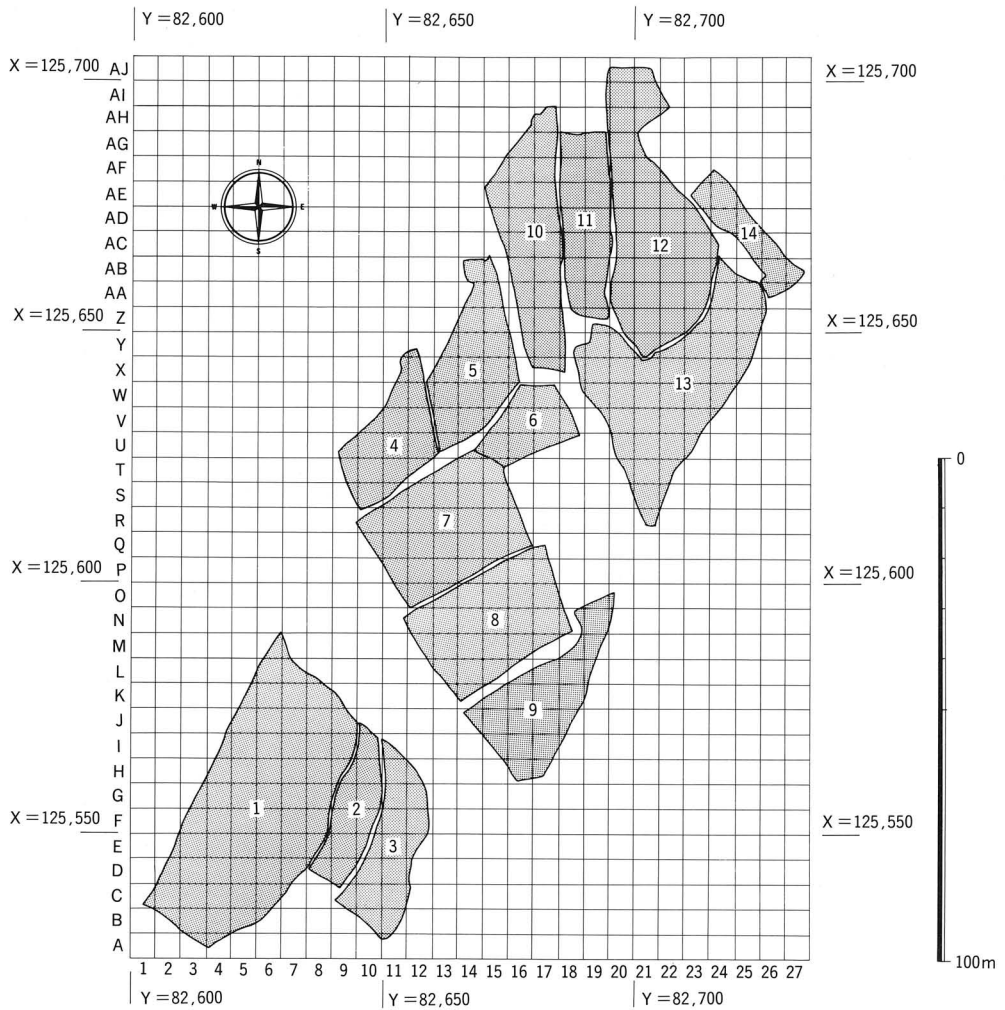 Y=82,600 Y=82,650 Y=82,700
X=125,700 AJ X=125,700
AI
AH
AG
AF
N
AE
W E
AD
11
10 12 14
AC
S
AB
AA
X=125,650 Z X=125,650
Y
X
5 13
W
V
6
U
4
T
0
S
R
7
Q
X=125,600 P X=125,600
O
N
8
M
L
K
9
J
I
H
G
1 2
X=125,550 F X=125,550
E
3
D
C
B
A
1 2 3 4 5 6 7 8 9 10 11 12 13 14 15 16 17 18 19 20 21 22 23 24 25 26 27
100m
Y=82,600 Y=82,650 Y=82,700